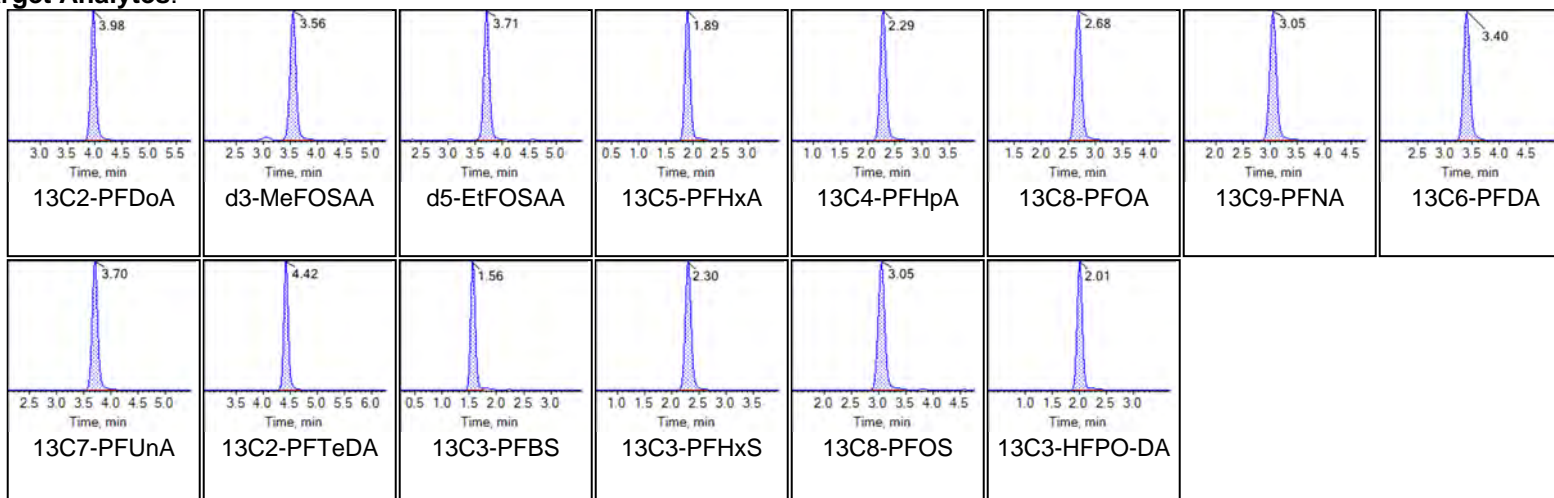 rget Analytes:
3.98 3.56 3.71 1.89 2.29 2.68 3.05 3.40
3.0 3.5 4.0 4.5 5.0 5.5 2.5 3.0 3.5 4.0 4.5 5.0 2.5 3.0 3.5 4.0 4.5 5.0 0.5 1.0 1.5 2.0 2.5 3.0 1.0 1.5 2.0 2.5 3.0 3.5 1.5 2.0 2.5 3.0 3.5 4.0 2.0 2.5 3.0 3.5 4.0 4.5 2.5 3.0 3.5 4.0 4.5
Time, min Time, min Time, min Time, min Time, min Time, min Time, min Time, min
13C2-PFDoA d3-MeFOSAA d5-EtFOSAA 13C5-PFHxA 13C4-PFHpA 13C8-PFOA 13C9-PFNA 13C6-PFDA
3.70 4.42 1.56 2.30 3.05 2.01
2.5 3.0 3.5 4.0 4.5 5.0 3.5 4.0 4.5 5.0 5.5 6.0 0.5 1.0 1.5 2.0 2.5 3.0 1.0 1.5 2.0 2.5 3.0 3.5 2.0 2.5 3.0 3.5 4.0 4.5 1.0 1.5 2.0 2.5 3.0
Time, min Time, min Time, min Time, min Time, min Time, min
13C7-PFUnA 13C2-PFTeDA 13C3-PFBS 13C3-PFHxS 13C8-PFOS 13C3-HFPO-DA